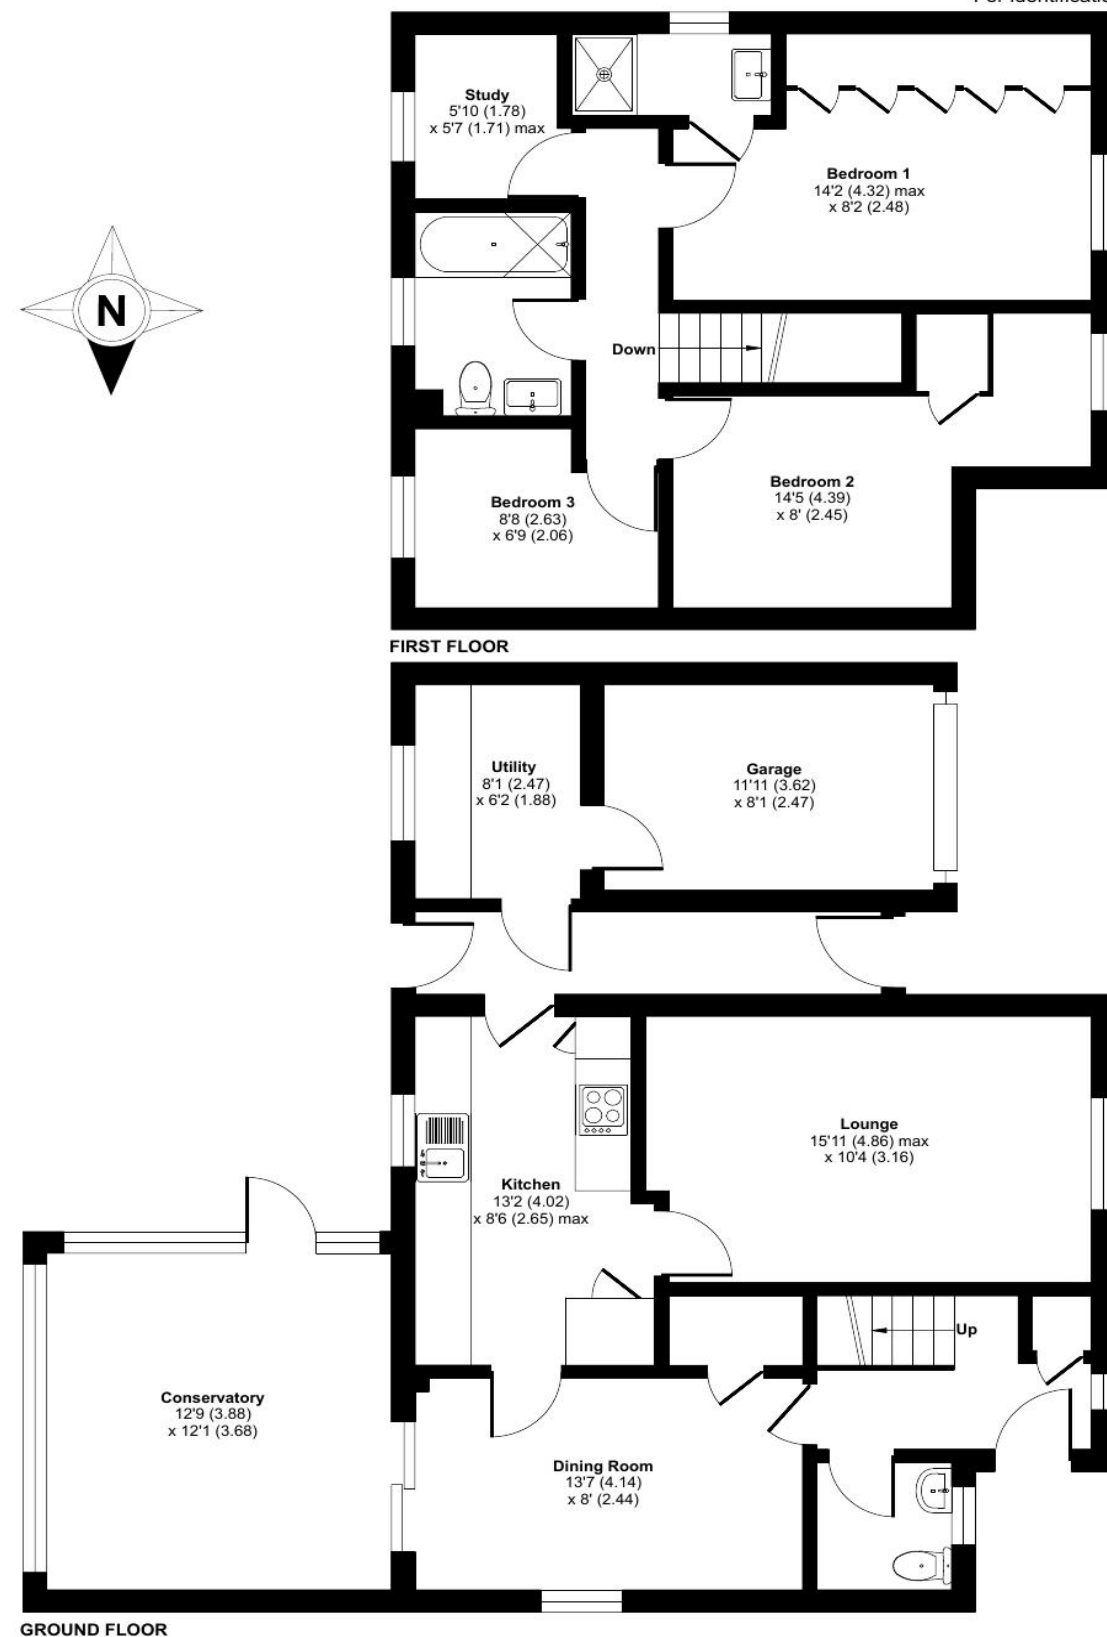 Study
5'10 (1.78)
x 5'7 (1.71) max
Bedroom 1
14'2 (4.32) max
x 8'2 (2.48)
N
Down
Bedroom 2
14'5 (4.39)
x 8' (2.45)
Bedroom 3
8'8 (2.63)
x 6'9 (2.06)
FIRST FLOOR
Utility
8'1 (2.47)
x 6'2 (1.88)
Garage
11'11 (3.62)
x 8'1 (2.47)
Lounge
15'11 (4.86) max
x 10'4 (3.16)
Kitchen
13'2 (4.02)
x 8'6 (2.65) max
Up
Conservatory
12'9 (3.88)
x 12'1 (3.68)
Dining Room
13'7 (4.14)
x 8' (2.44)
GROUND FLOOR